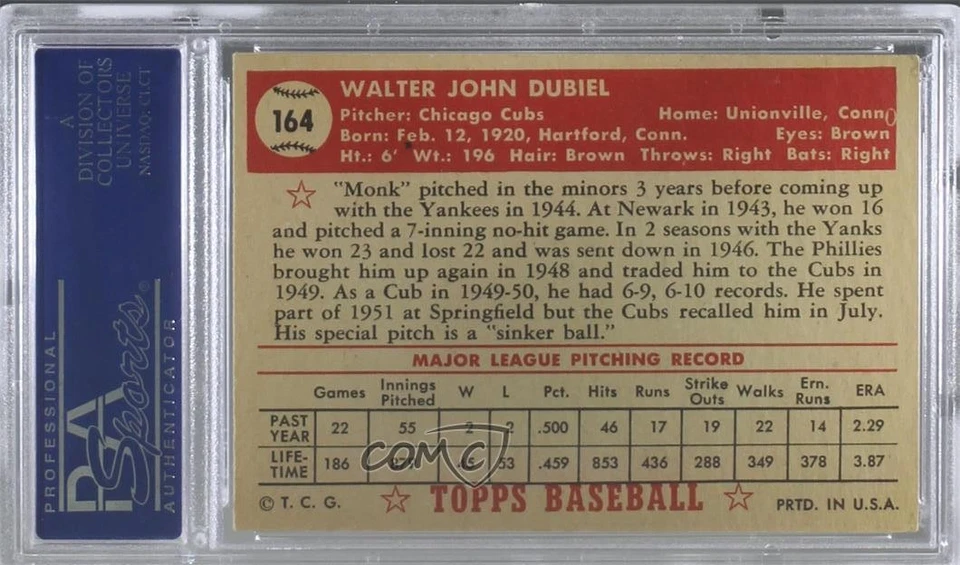 A
DIVISION OF
COLLECTORS
UNIVERSE
NASDAQ: CLCT
PROFESSIONAL
PSA
Sports
AUTHENTICATOR
164
WALTER JOHN DUBIEL
Pitcher: Chicago Cubs Home: Unionville, Conn
Born: Feb. 12, 1920, Hartford, Conn. Eyes: Brown
Ht.: 6' Wt.: 196 Hair: Brown Throws: Right Bats: Right
"Monk" pitched in the minors 3 years before coming up
with the Yankees in 1944. At Newark in 1943, he won 16
and pitched a 7-inning no-hit game. In 2 seasons with the Yanks
he won 23 and lost 22 and was sent down in 1946. The Phillies
brought him up again in 1948 and traded him to the Cubs in
1949. As a Cub in 1949-50, he had 6-9, 6-10 records. He spent
part of 1951 at Springfield but the Cubs recalled him in July.
His special pitch is a "sinker ball."
MAJOR LEAGUE PITCHING RECORD
Games Innings Pitched W L Pct. Hits Runs Strike Outs Walks Ern. Runs ERA
PAST YEAR 22 55 2 2 .500 46 17 19 22 14 2.29
LIFE-TIME 186 45 53 .459 853 436 288 349 378 3.87
COMC
© T. C. G. TOPPS BASEBALL PRTD. IN U.S.A.